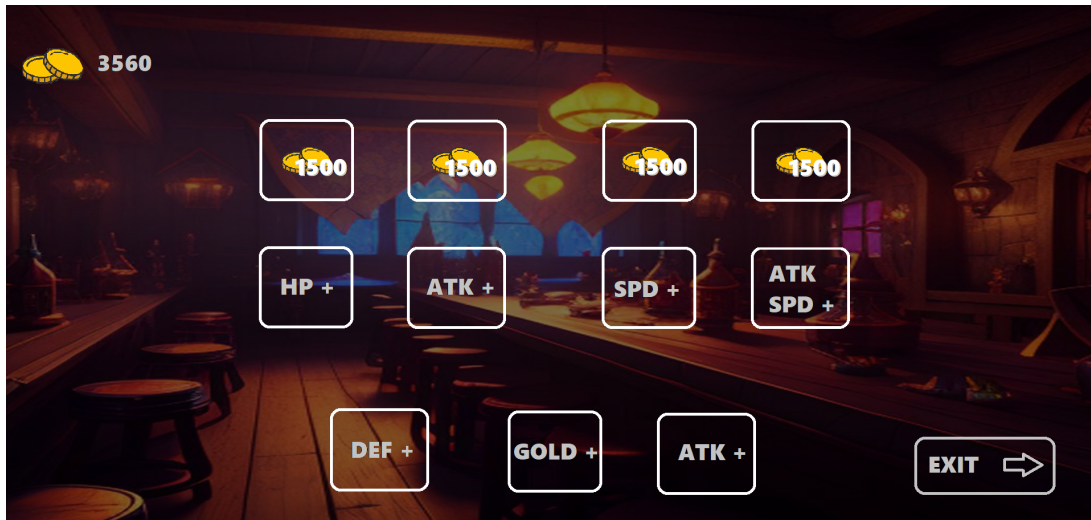 3560
1500
1500
1500
1500
HP +
ATK +
SPD +
ATK
SPD +
DEF +
GOLD +
ATK +
EXIT